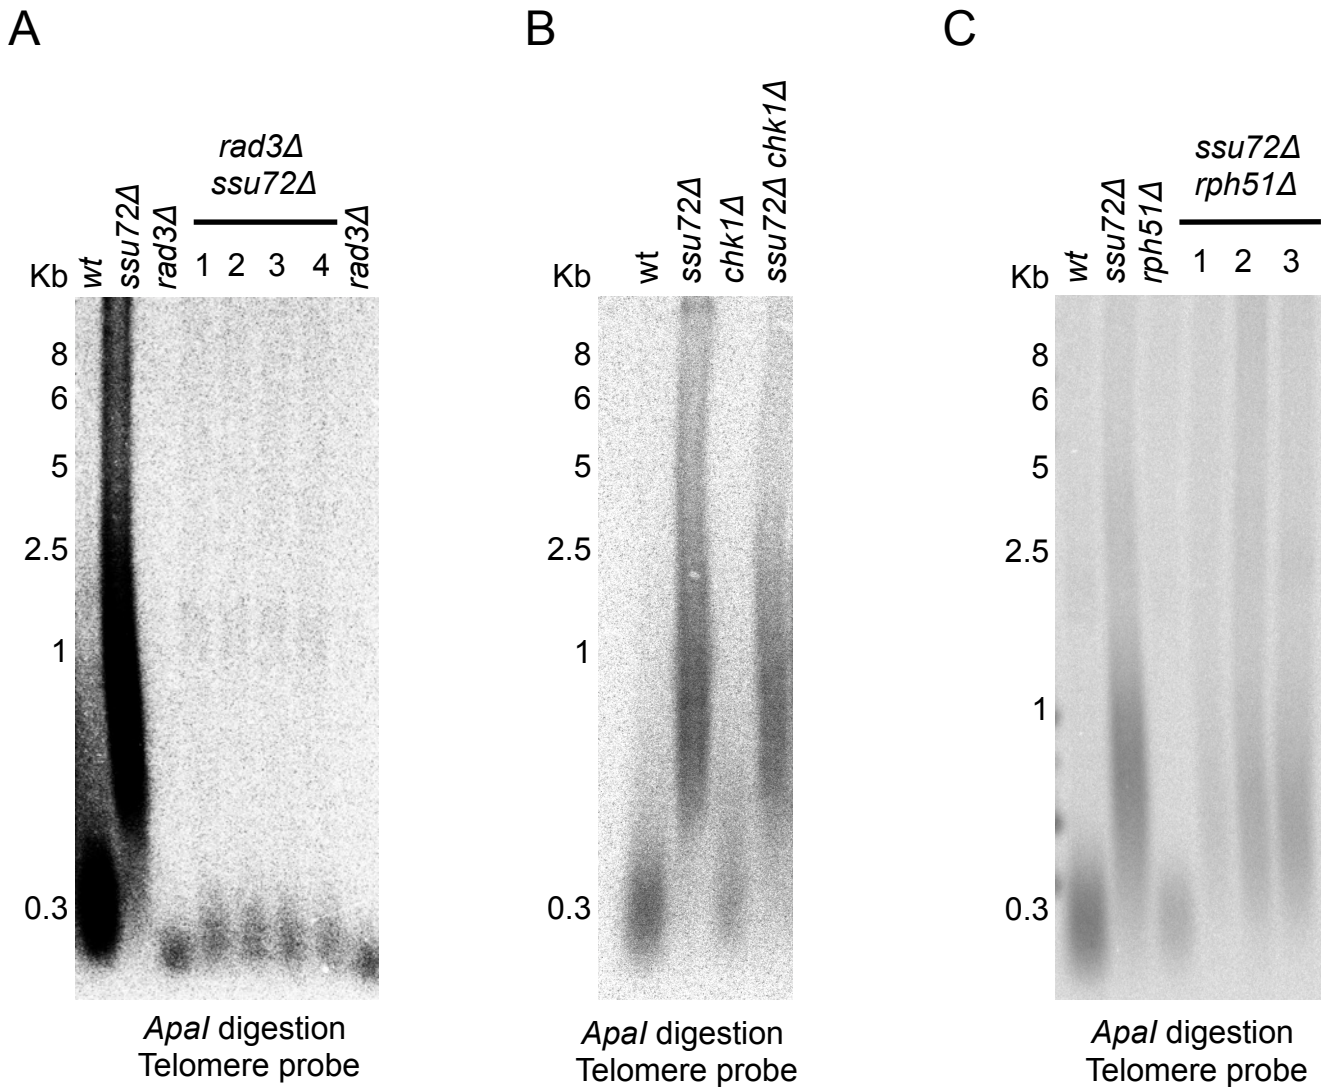 A
B
C
rad3Δ
ssu72Δ
wt
ssu72Δ
rad3Δ
1 2 3 4
rad3Δ
Kb
8
6
5
2.5
1
0.3
ApaI digestion
Telomere probe
wt
ssu72Δ
chk1Δ
ssu72Δ chk1Δ
Kb
8
6
5
2.5
1
0.3
ApaI digestion
Telomere probe
ssu72Δ
rph51Δ
wt
ssu72Δ
rph51Δ
1 2 3
Kb
8
6
5
2.5
1
0.3
ApaI digestion
Telomere probe